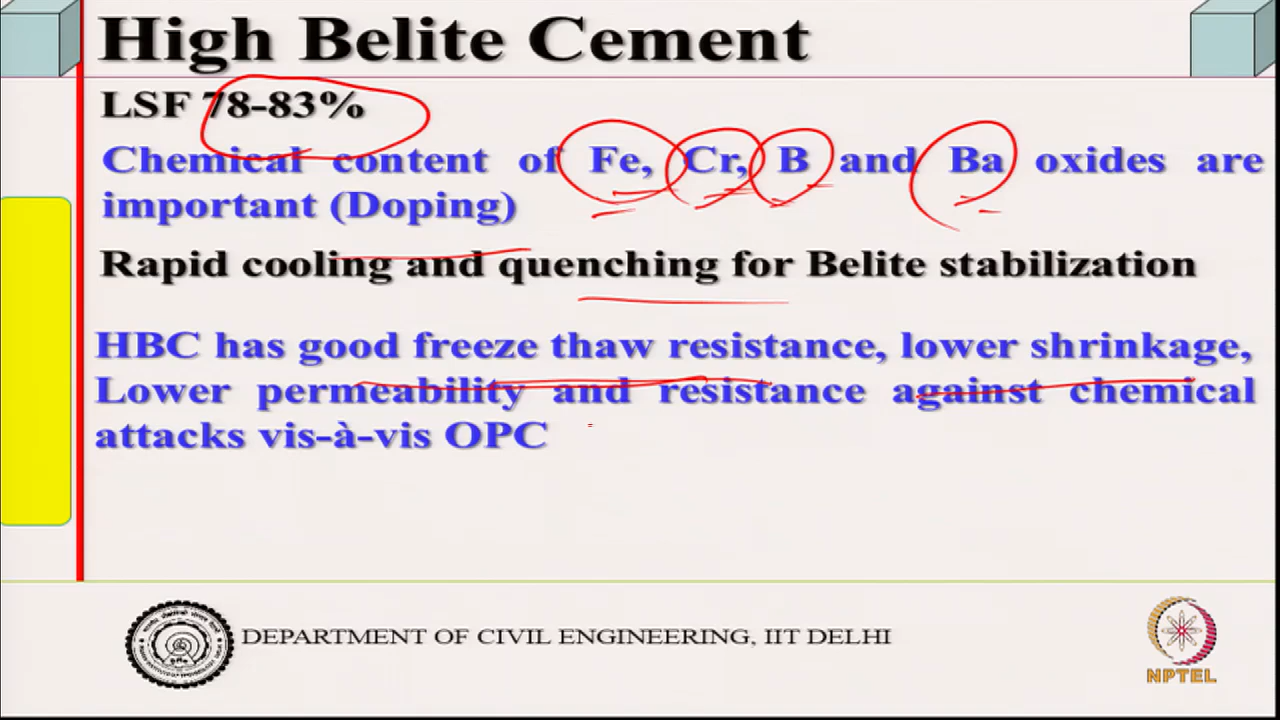 High Belite Cement
LSF 78-83%
Chemical content of Fe, Cr, B and Ba oxides are
important (Doping)
Rapid cooling and quenching for Belite stabilization
HBC has good freeze thaw resistance, lower shrinkage,
Lower permeability and resistance against chemical
attacks vis-à-vis OPC
DEPARTMENT OF CIVIL ENGINEERING, IIT DELHI
NPTEL